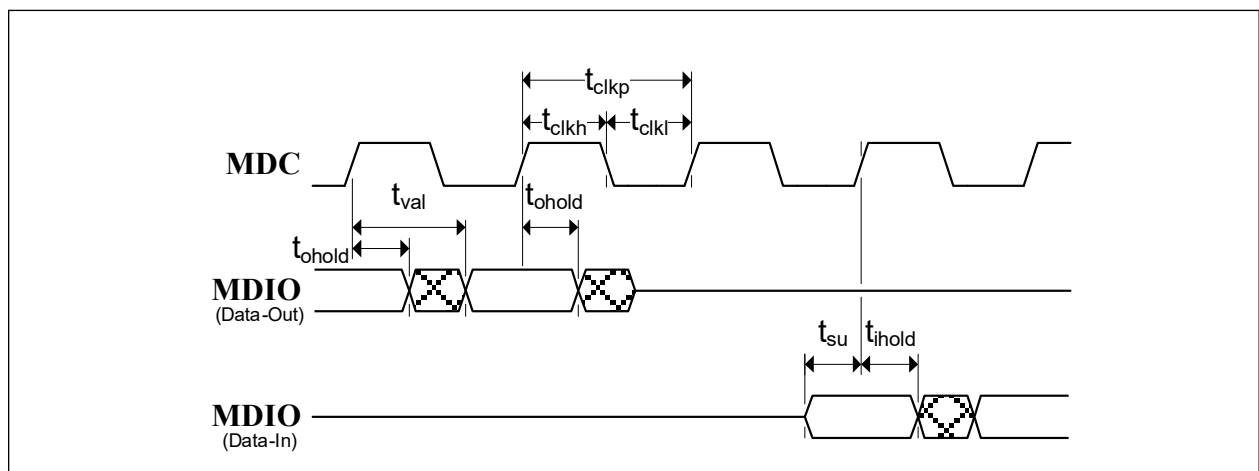 tclkp
tclkh tclkl
MDC
tval
tohold
tohold
MDIO
(Data-Out)
tsu tihold
MDIO
(Data-In)